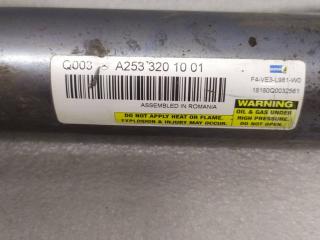 Q003 A253 320 10 01
F4-VE3-L981-W0
18180Q0032561
ASSEMBLED IN ROMANIA
DO NOT APPLY HEAT OR FLAME.
EXPLOSION & INJURY MAY OCCUR.
WARNING
OIL & GAS UNDER
HIGH PRESSURE.
DO NOT OPEN.